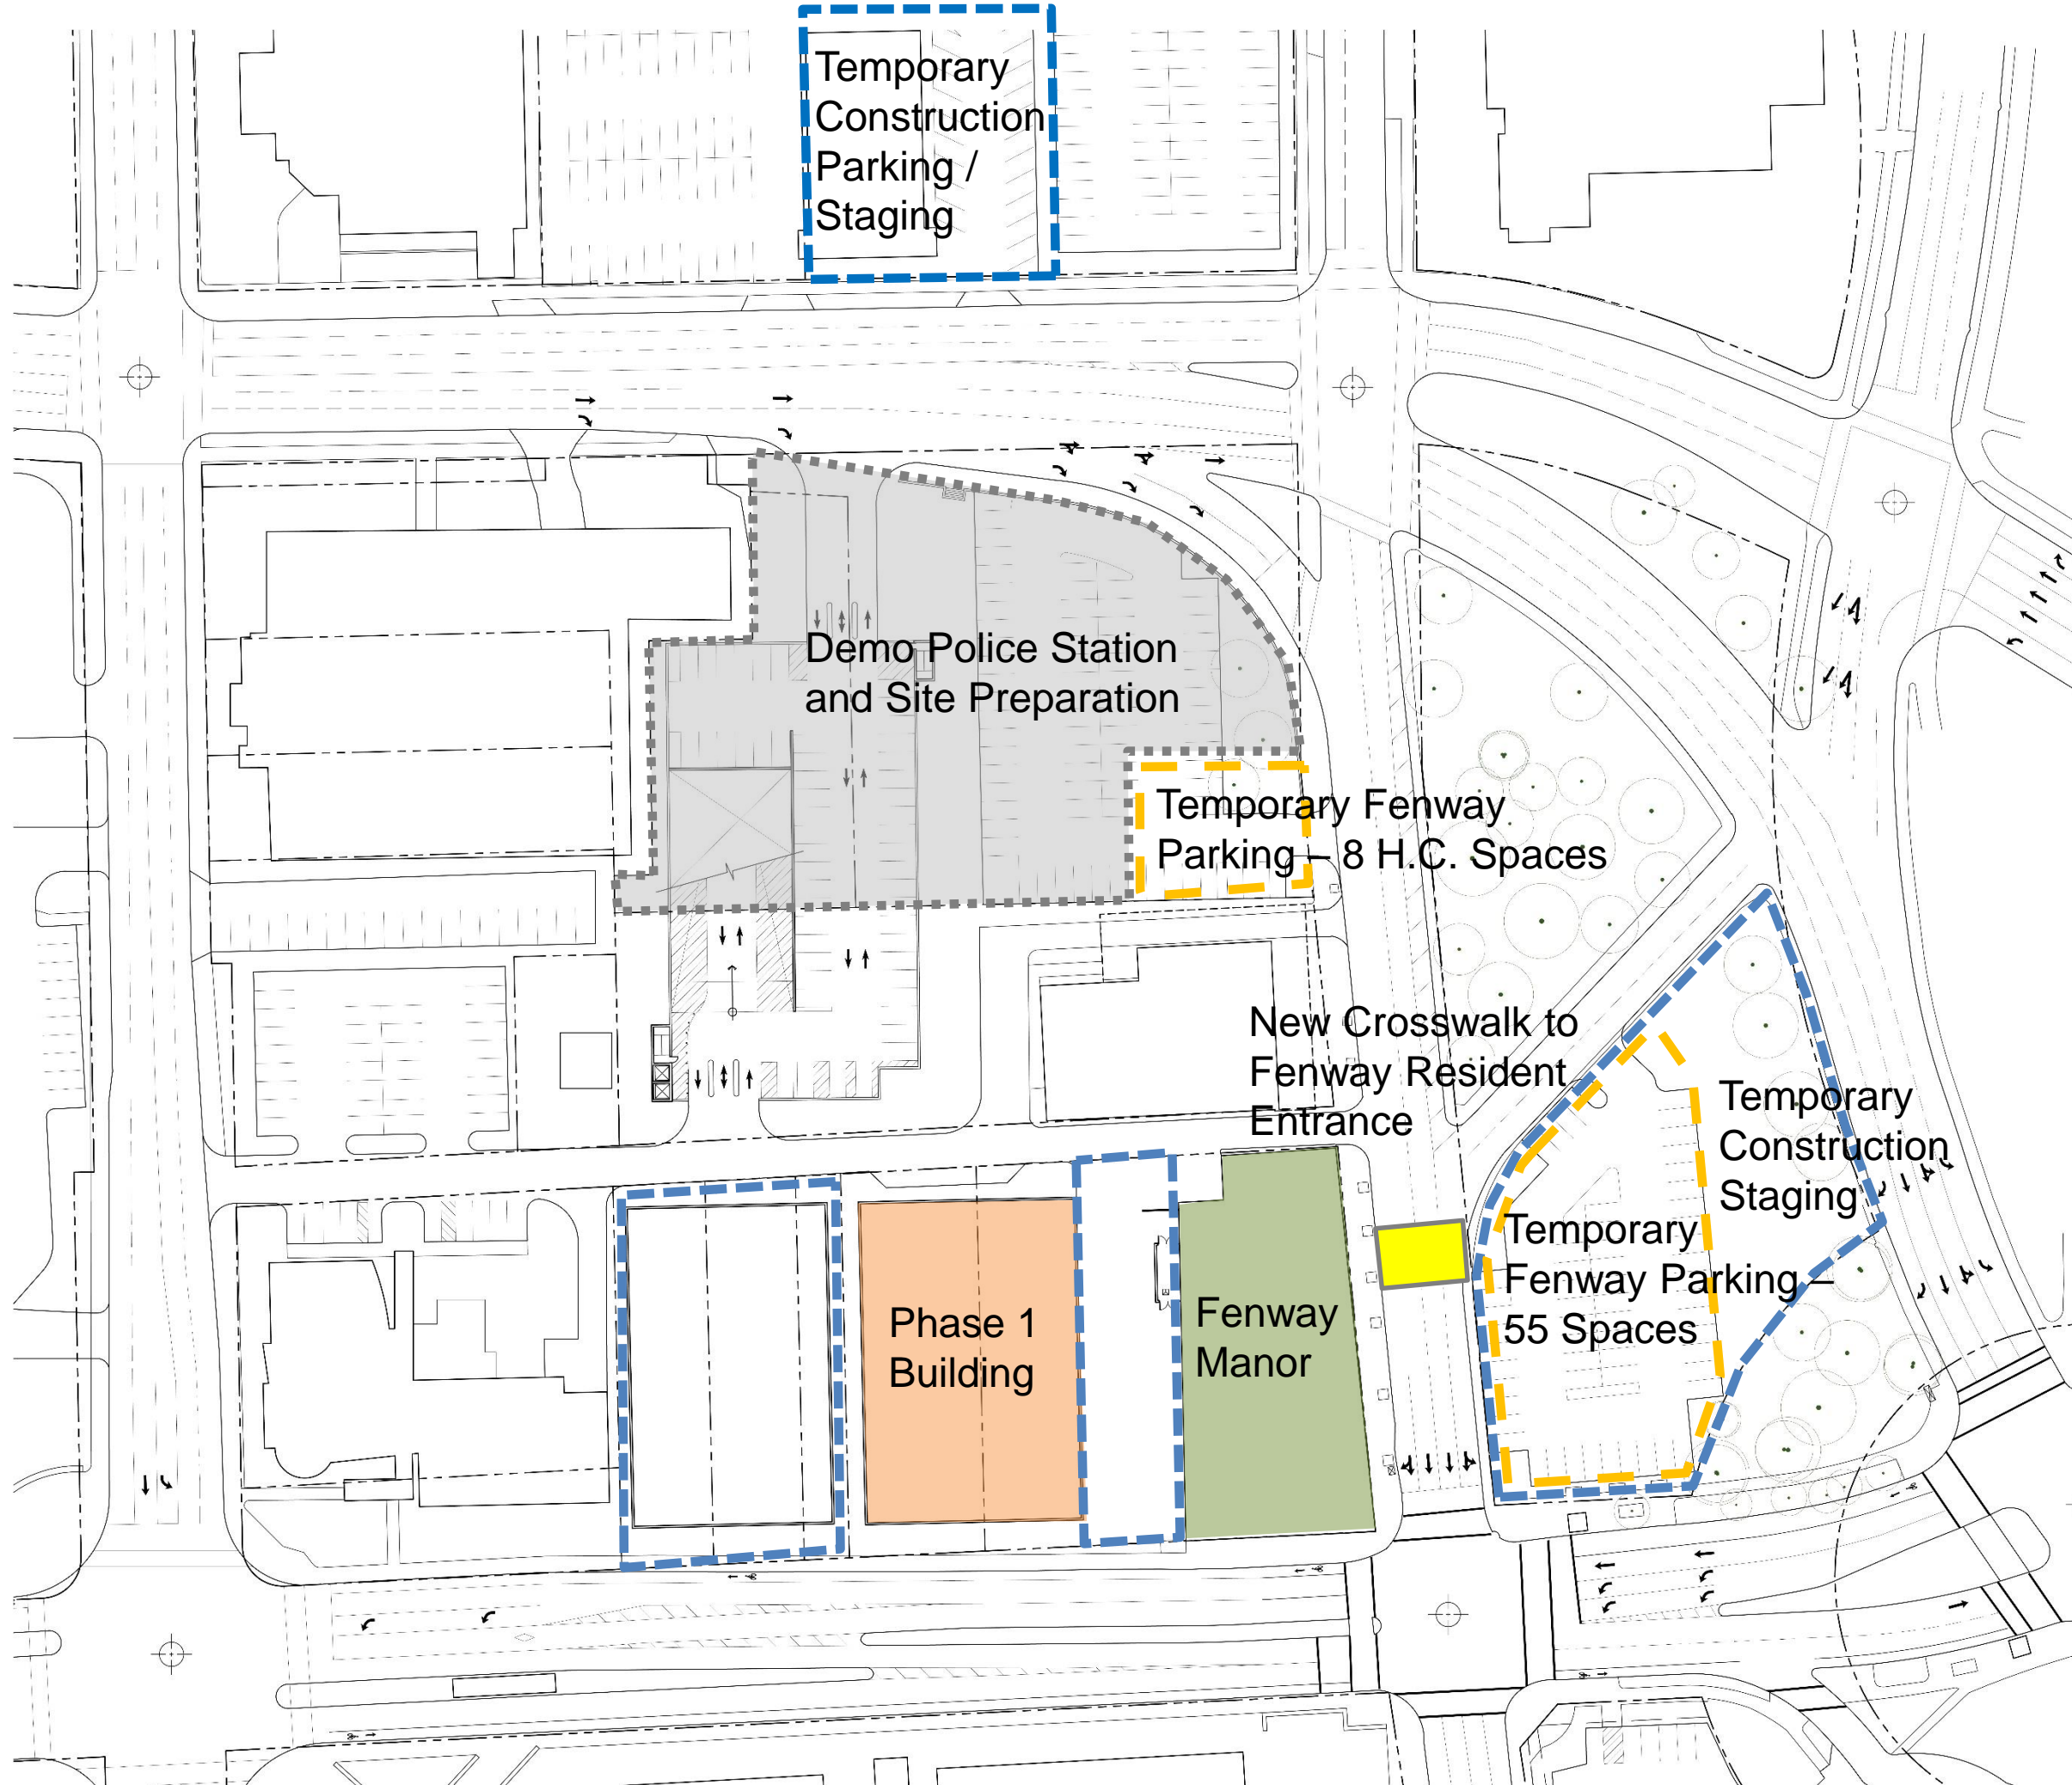 Temporary
Construction
Parking /
Staging
Demo Police Station
and Site Preparation
Temporary Fenway
Parking – 8 H.C. Spaces
New Crosswalk to
Fenway Resident
Entrance
Temporary
Construction
Staging
Temporary
Fenway Parking –
55 Spaces
Phase 1
Building
Fenway
Manor